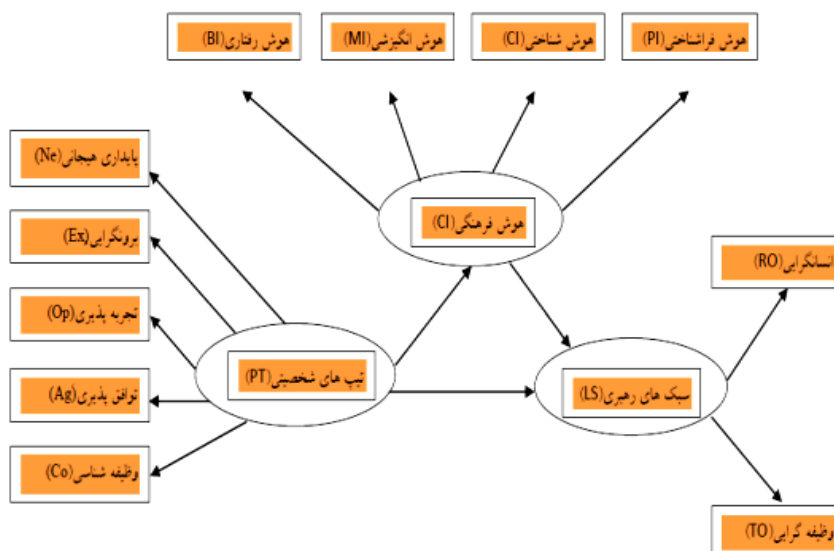 هوش فراشناختی(PI)
هوش شناختی(CI)
هوش انگیزشی(MI)
هوش رفتاری(BI)
پایداری هیجانی(Ne)
هوش فرهنگی(CI)
برونگرایی(Ex)
انسانگرایی(RO)
تجربه پذیری(Op)
تیپ های شخصیتی(PT)
سبک های رهبری(LS)
توافق پذیری(Ag)
وظیفه شناسی(Co)
وظیفه گرایی(TO)